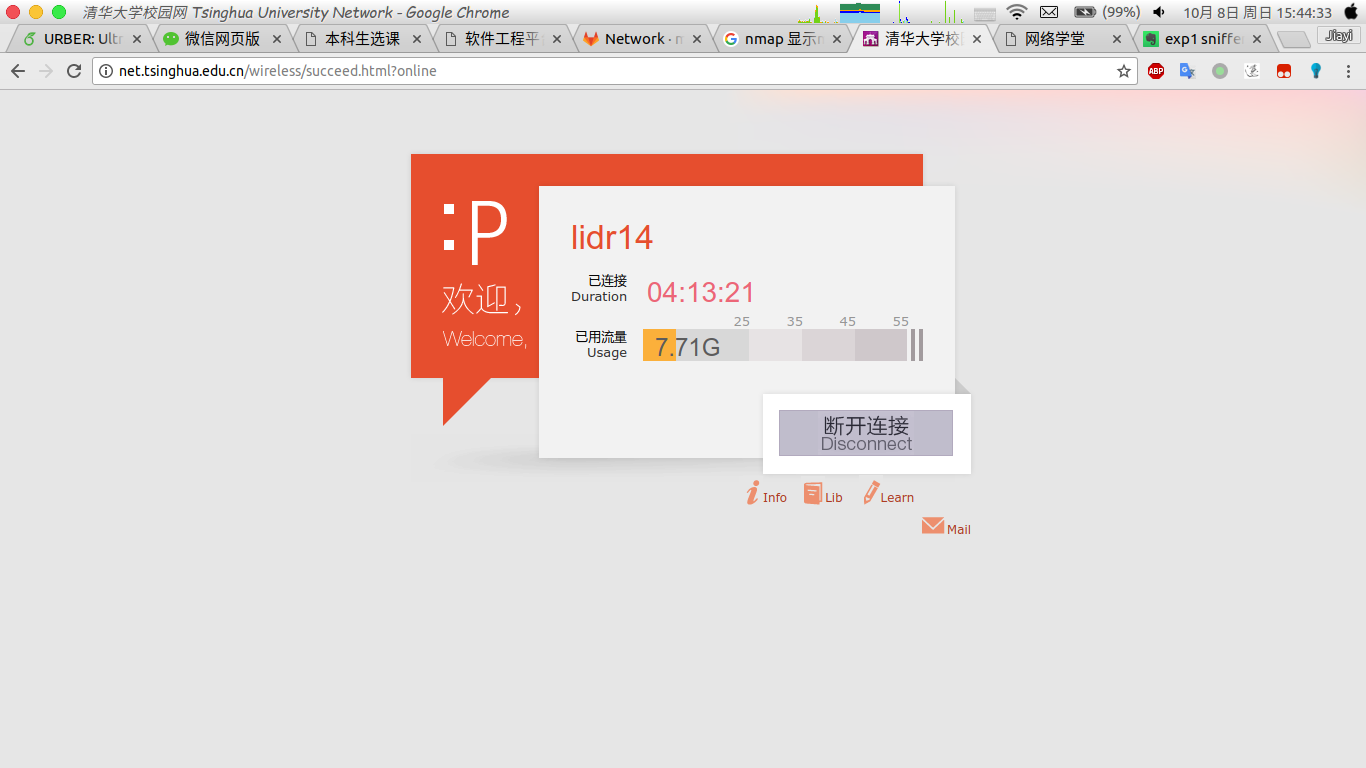 清华大学校园网 Tsinghua University Network - Google Chrome
(99%)
10月 8日 周日 15:44:33
URBER: Ult
微信网页版
本科生选课
软件工程平
Network · m
nmap 显示
清华大学校
网络学堂
exp1 sniffe
Jiayi
net.tsinghua.edu.cn/wireless/succeed.html?online
ABP
:P
欢迎，
Welcome,
lidr14
已连接
Duration
04:13:21
25 35 45 55
已用流量
Usage
7.71G
断开连接
Disconnect
Info Lib Learn
Mail